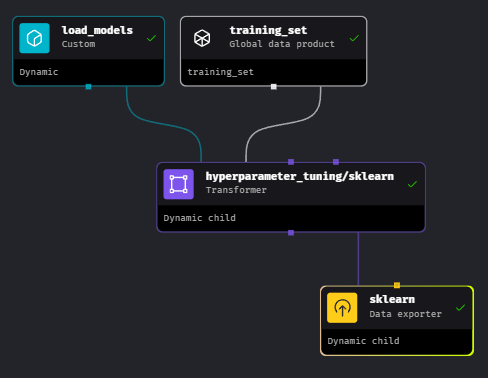 load_models
Custom
Dynamic
training_set
Global data product
training_set
hyperparameter_tuning/sklearn
Transformer
Dynamic child
sklearn
Data exporter
Dynamic child